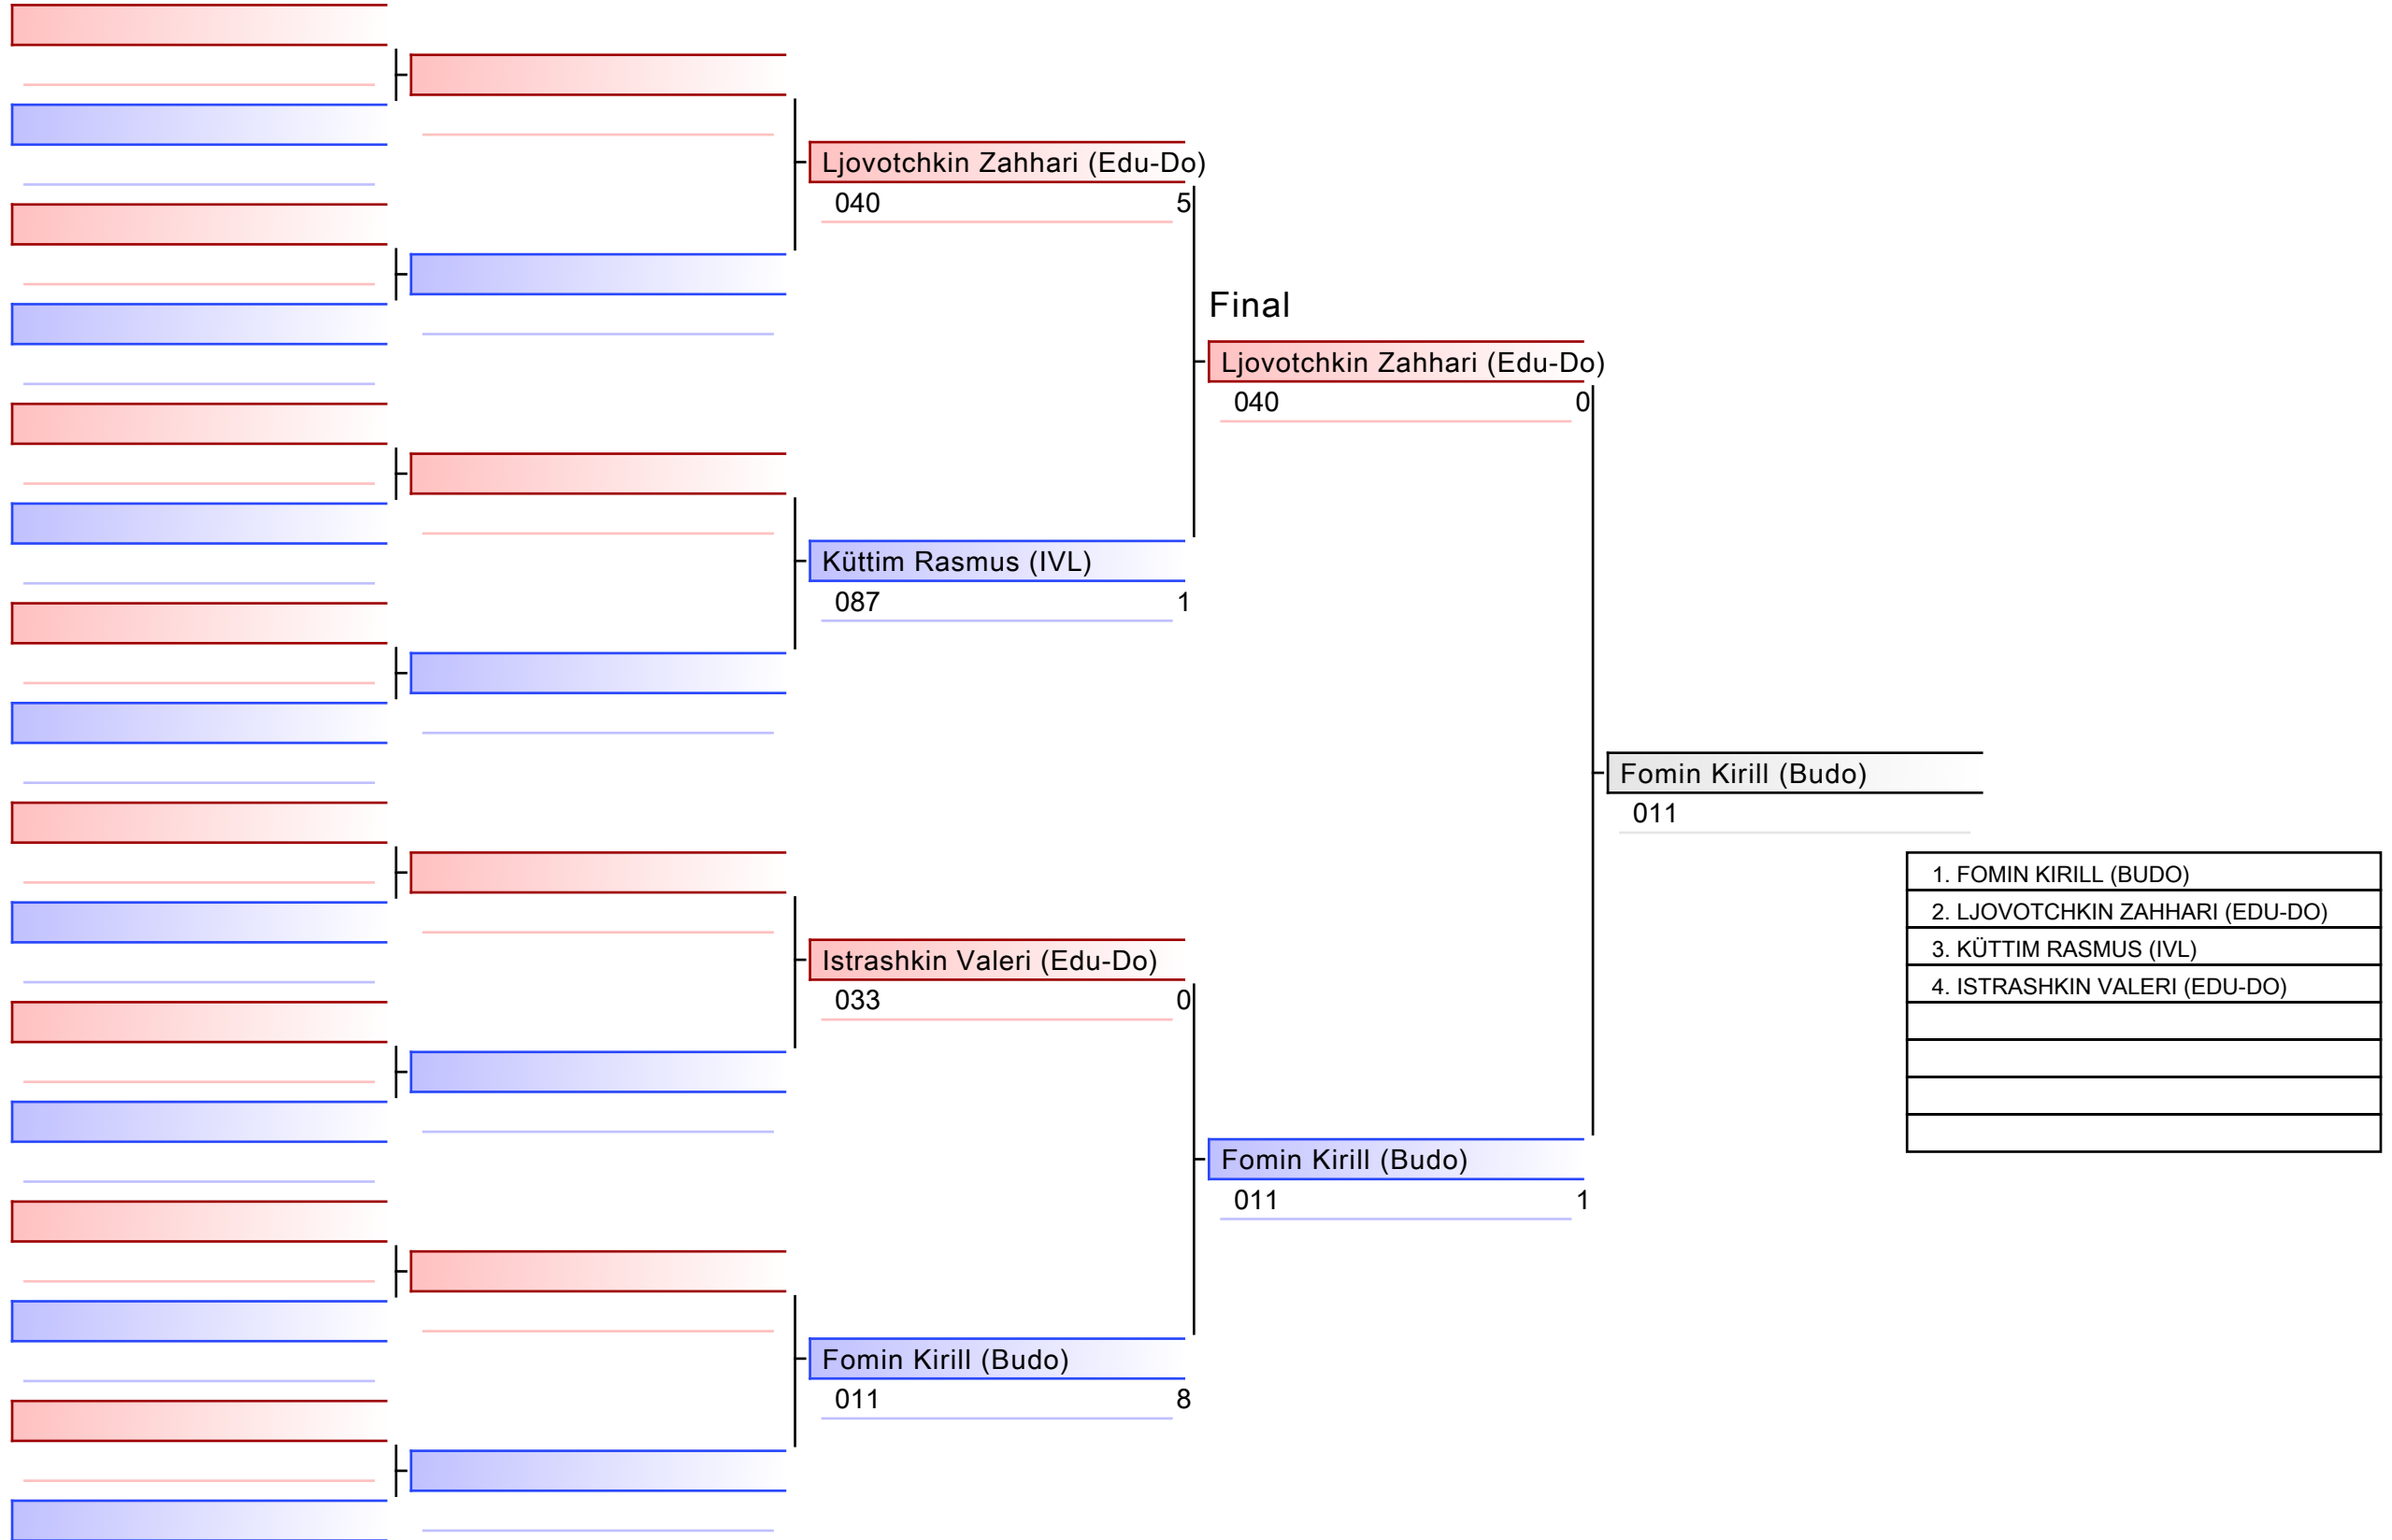 Ljovotchkin Zahhari (Edu-Do)
040 5
Final
Ljovotchkin Zahhari (Edu-Do)
040 0
Küttim Rasmus (IVL)
087 1
Fomin Kirill (Budo)
011
1. FOMIN KIRILL (BUDO)
2. LJOVOTCHKIN ZAHHARI (EDU-DO)
3. KÜTTIM RASMUS (IVL)
4. ISTRASHKIN VALERI (EDU-DO)
Istrashkin Valeri (Edu-Do)
033 0
Fomin Kirill (Budo)
011 1
Fomin Kirill (Budo)
011 8